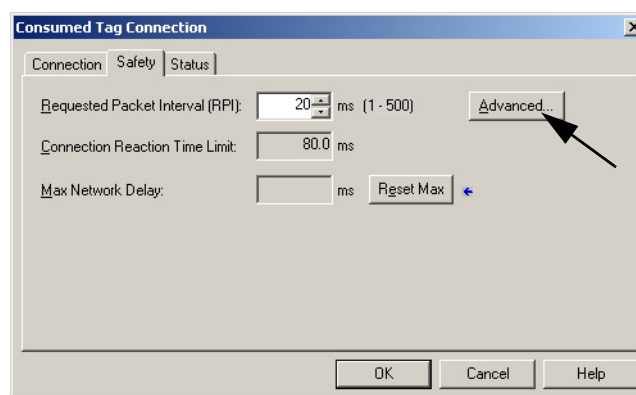 Consumed Tag Connection
Connection Safety Status
Requested Packet Interval (RPI): 20 ms (1 - 500) Advanced...
Connection Reaction Time Limit: 80.0 ms
Max Network Delay: ms Reset Max
OK Cancel Help